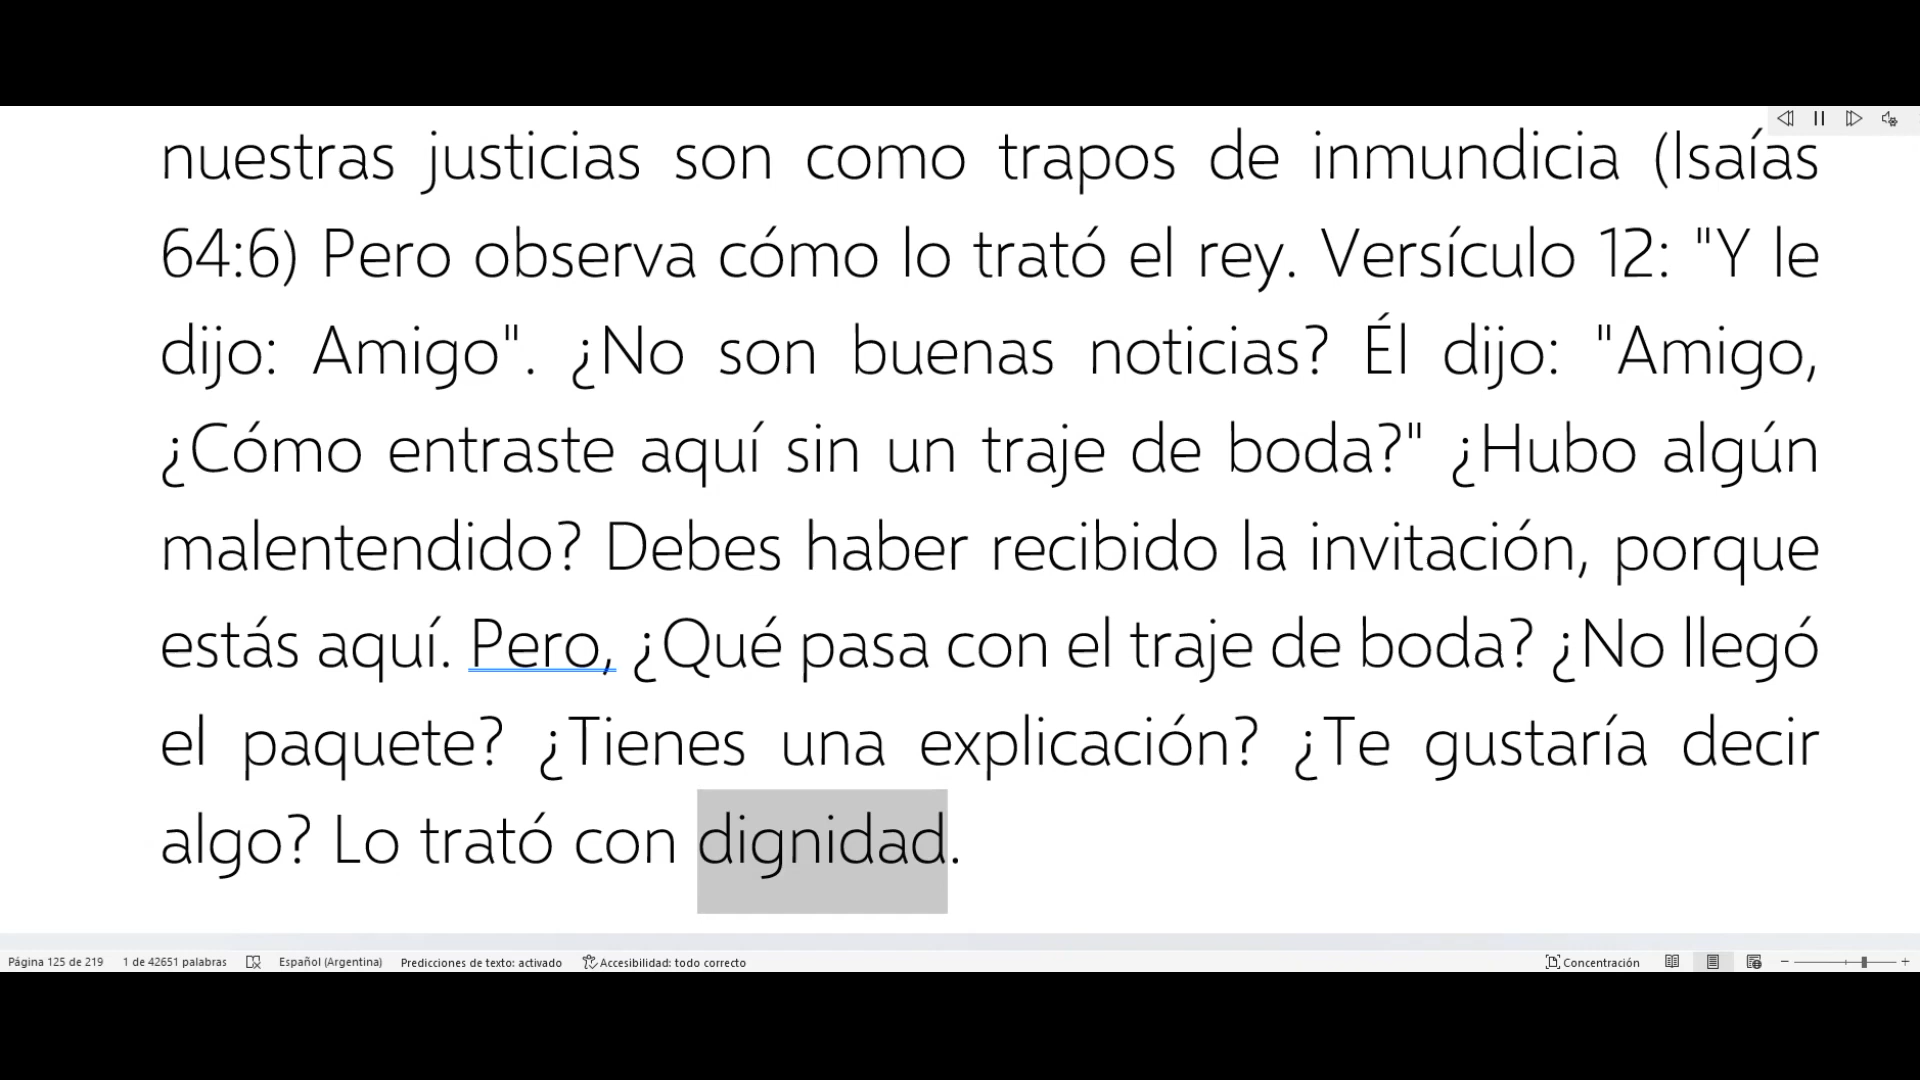 nuestras justicias son como trapos de inmundicia (Isaías
64:6) Pero observa cómo lo trató el rey. Versículo 12: "Y le
dijo: Amigo". ¿No son buenas noticias? Él dijo: "Amigo,
¿Cómo entraste aquí sin un traje de boda?" ¿Hubo algún
malentendido? Debes haber recibido la invitación, porque
estás aquí. Pero, ¿Qué pasa con el traje de boda? ¿No llegó
el paquete? ¿Tienes una explicación? ¿Te gustaría decir
algo? Lo trató con dignidad.
Página 125 de 219 1 de 42651 palabras Español (Argentina) Predicciones de texto: activado Accesibilidad: todo correcto Concentración